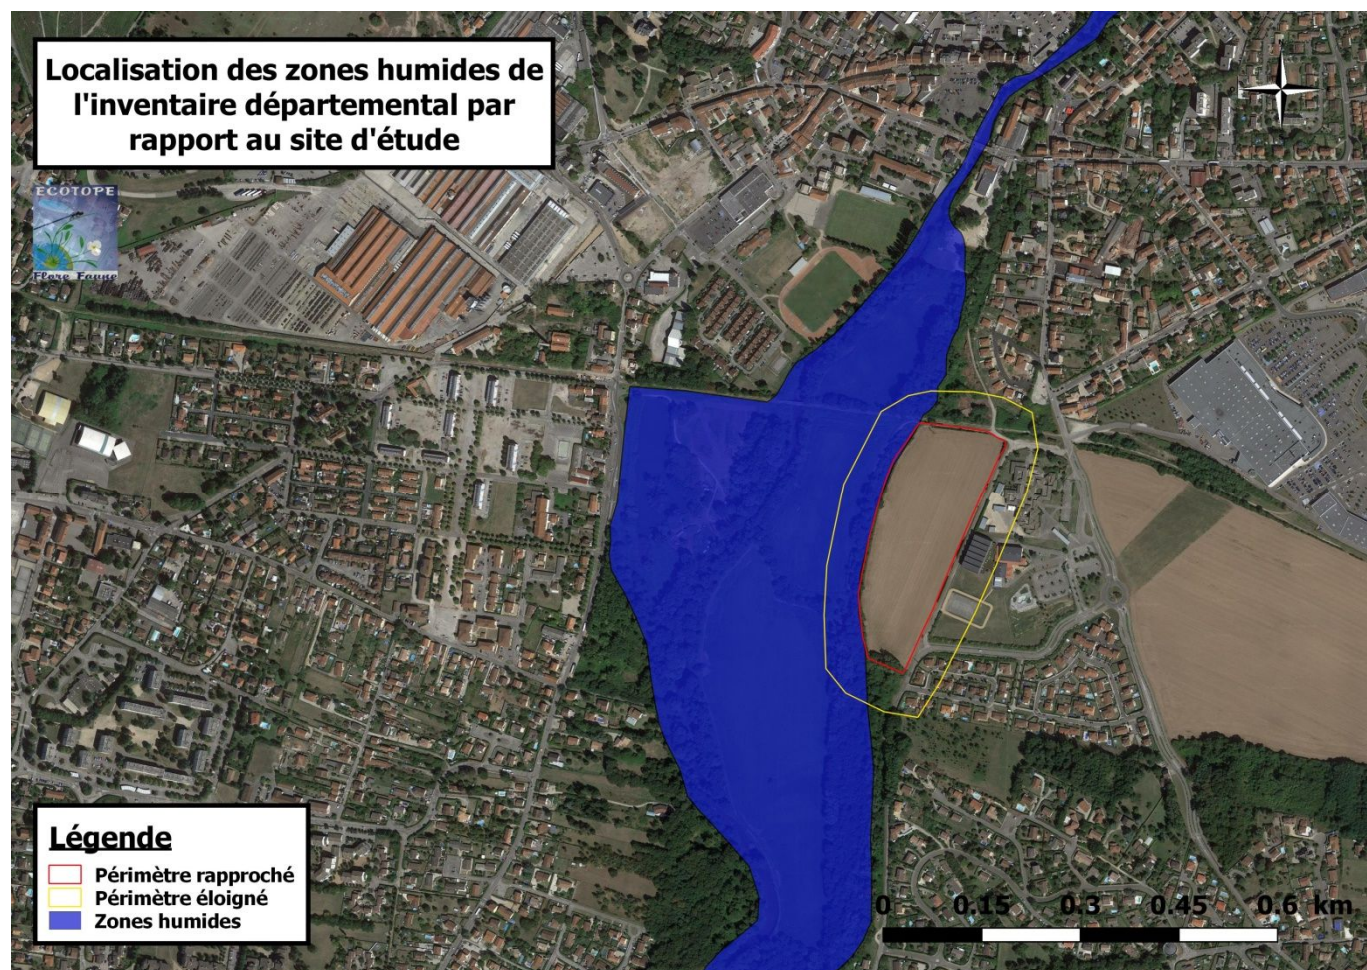 Localisation des zones humides de
l'inventaire départemental par
rapport au site d'étude
ECOTOPE
Flore Faune
Légende
Périmètre rapproché
Périmètre éloigné
Zones humides
0 0.15 0.3 0.45 0.6 km